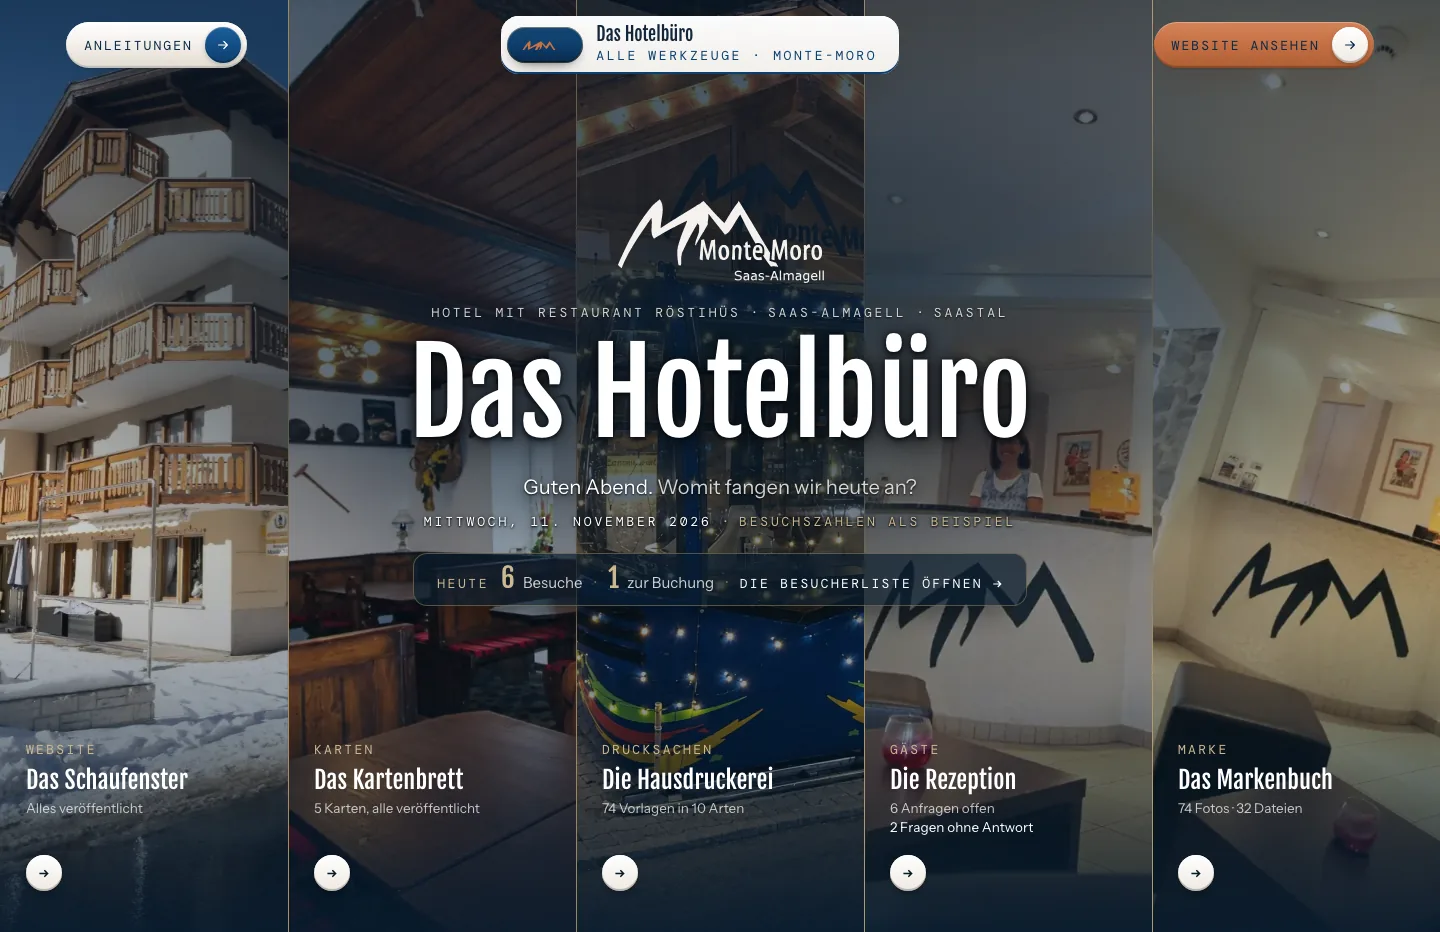 ANLEITUNGEN
Das Hotelbüro
ALLE WERKZEUGE · MONTE-MORO
WEBSITE ANSEHEN
Monte Moro
Saas-Almagell
HOTEL MIT RESTAURANT RÖSTIHÜS · SAAS-ALMAGELL · SAASTAL
Das Hotelbüro
Guten Abend. Womit fangen wir heute an?
MITTWOCH, 11. NOVEMBER 2026 · BESUCHSZAHLEN ALS BEISPIEL
HEUTE 6 Besuche · 1 zur Buchung · DIE BESUCHERLISTE ÖFFNEN →
WEBSITE
Das Schaufenster
Alles veröffentlicht
KARTEN
Das Kartenbrett
5 Karten, alle veröffentlicht
DRUCKSACHEN
Die Hausdruckerei
74 Vorlagen in 10 Arten
GÄSTE
Die Rezeption
6 Anfragen offen
2 Fragen ohne Antwort
MARKE
Das Markenbuch
74 Fotos · 32 Dateien